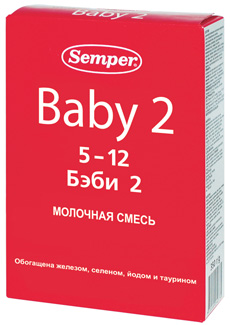 Semper®
Baby 2
5-12
Бэби 2
МОЛОЧНАЯ СМЕСЬ
Обогащена железом, селеном, йодом и таурином